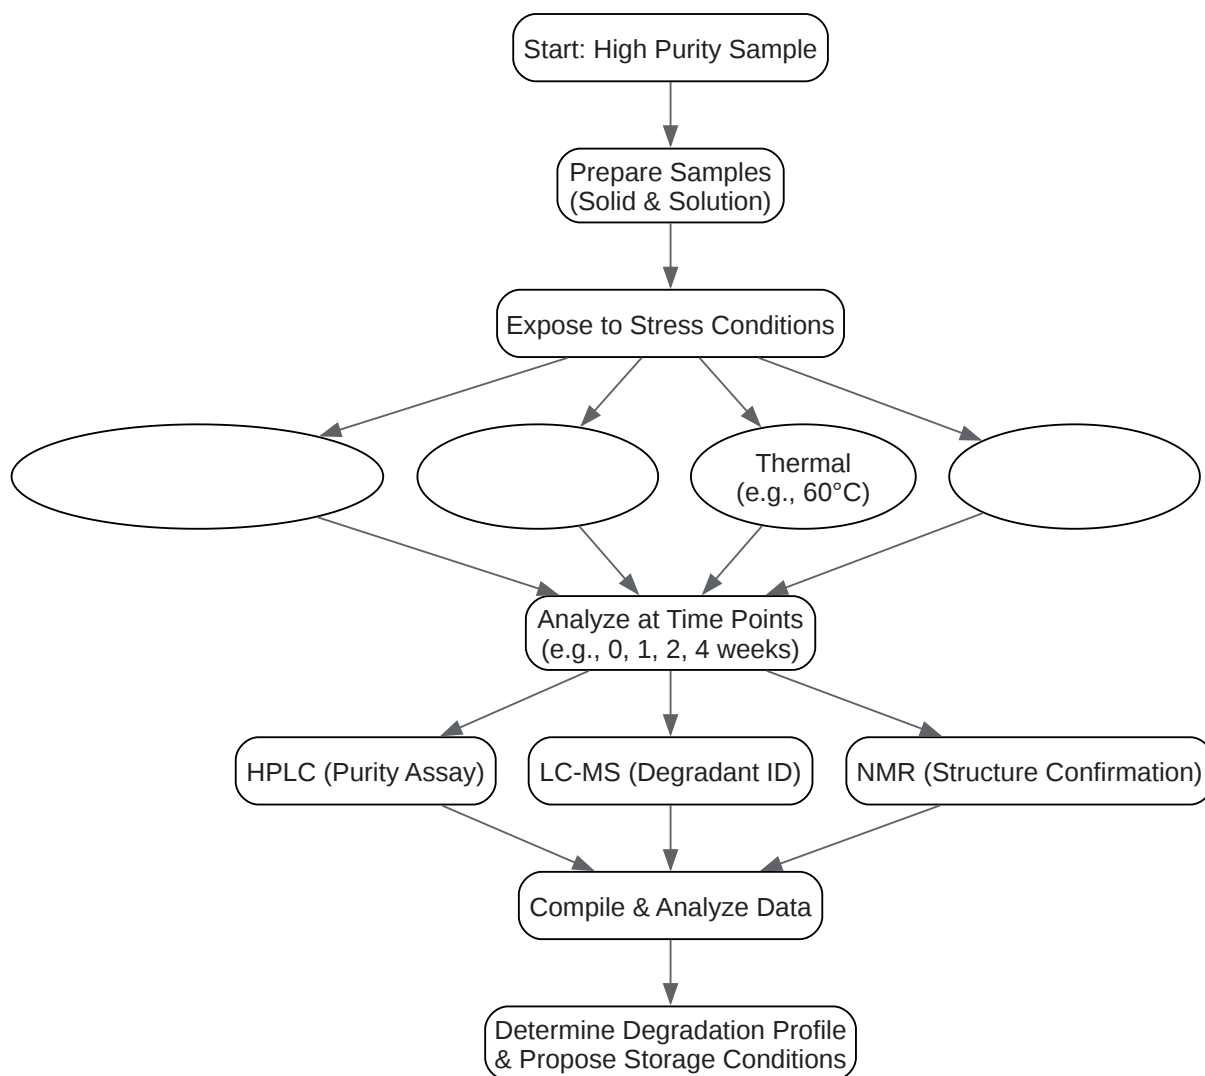 Start: High Purity Sample
Prepare Samples
(Solid & Solution)
Expose to Stress Conditions
Thermal
(e.g., 60°C)
Analyze at Time Points
(e.g., 0, 1, 2, 4 weeks)
HPLC (Purity Assay)
LC-MS (Degradant ID)
NMR (Structure Confirmation)
Compile & Analyze Data
Determine Degradation Profile
& Propose Storage Conditions